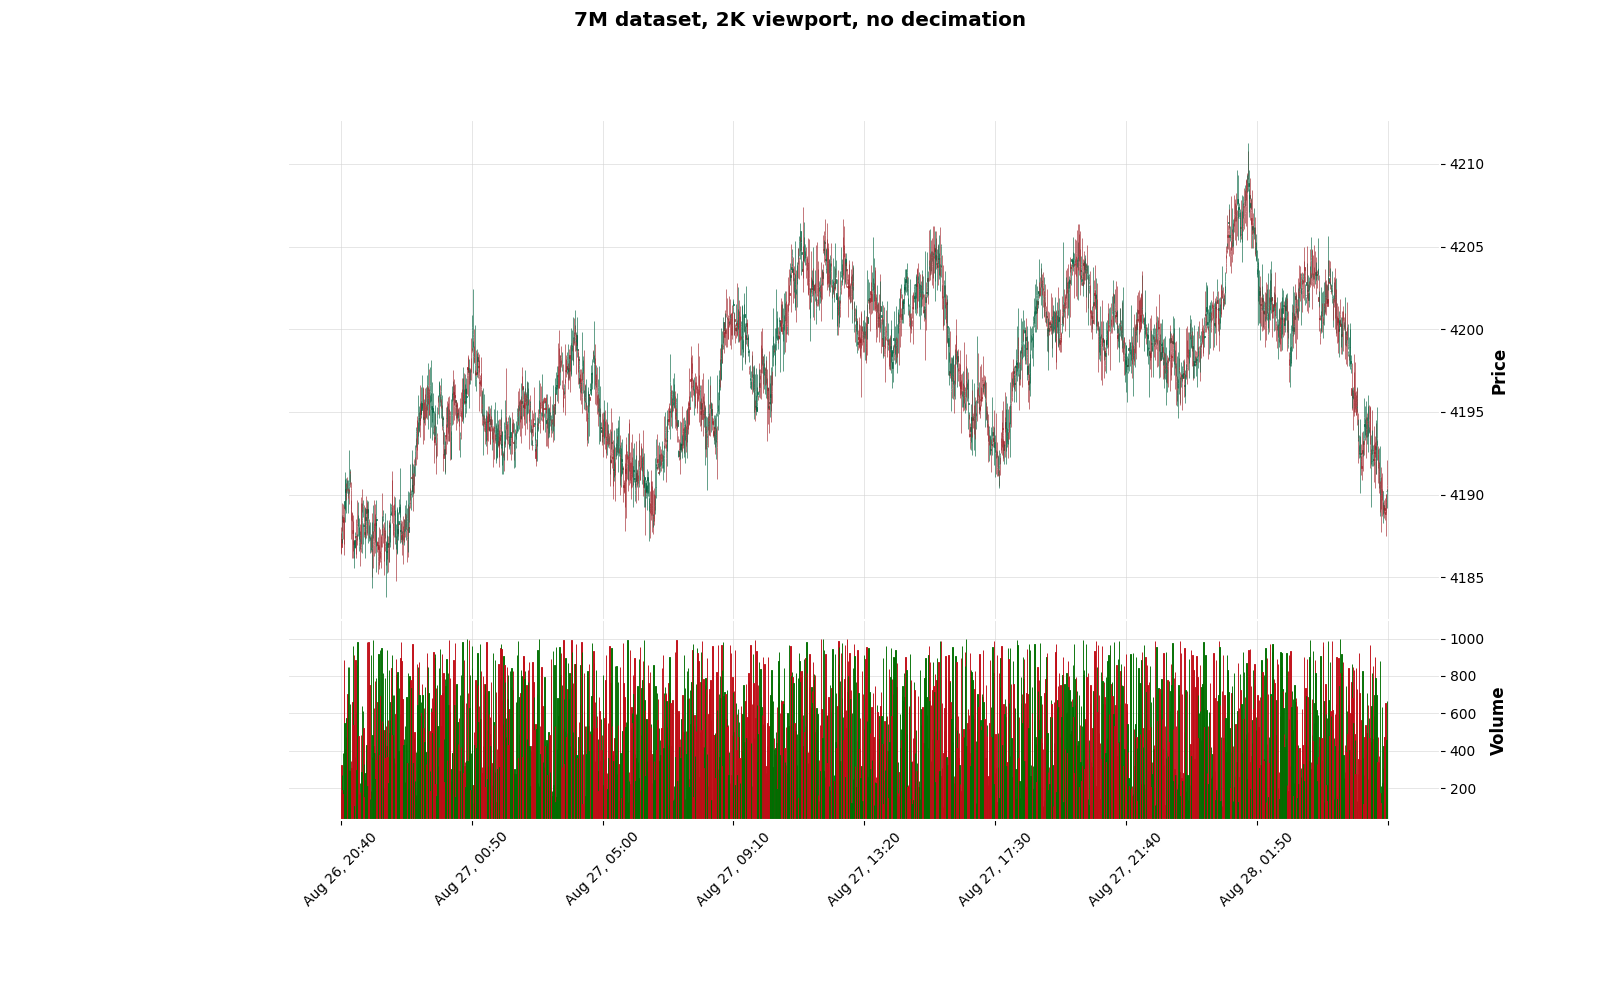 7M dataset, 2K viewport, no decimation
4210
4205
4200
4195
4190
4185
Price
1000
800
600
400
200
Volume
Aug 26, 20:40
Aug 27, 00:50
Aug 27, 05:00
Aug 27, 09:10
Aug 27, 13:20
Aug 27, 17:30
Aug 27, 21:40
Aug 28, 01:50